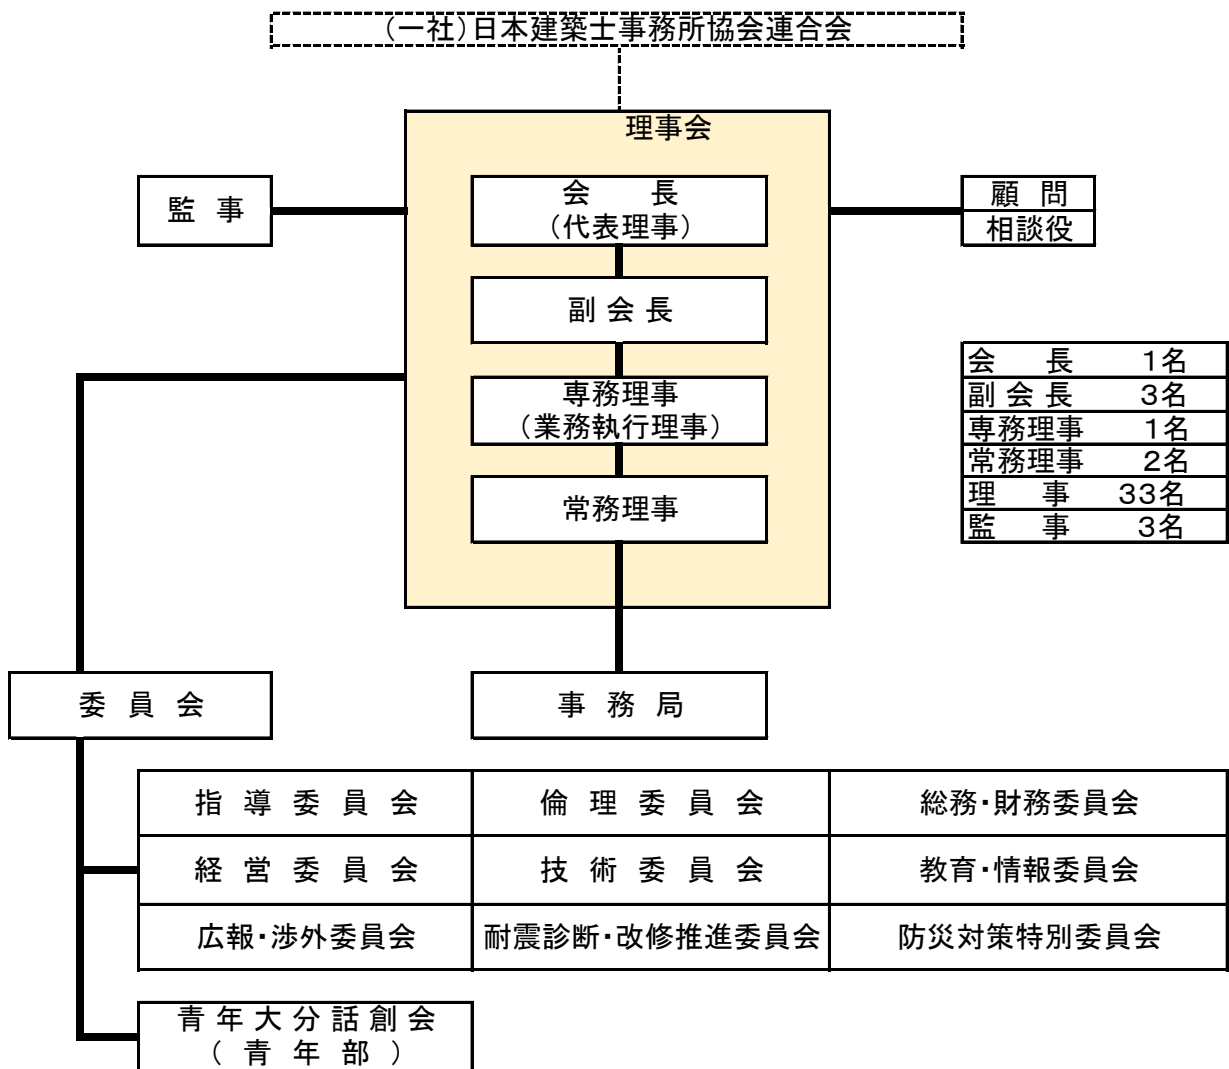 (一社)日本建築士事務所協会連合会
理事会
監 事
会 長
(代表理事)
顧 問
相談役
副 会 長
専務理事
(業務執行理事)
常務理事
会 長 1名
副 会 長 3名
専務理事 1名
常務理事 2名
理 事 33名
監 事 3名
委 員 会
事 務 局
指 導 委 員 会
倫 理 委 員 会
総務・財務委員会
経 営 委 員 会
技 術 委 員 会
教育・情報委員会
広報・渉外委員会
耐震診断・改修推進委員会
防災対策特別委員会
青 年 大 分 話 創 会
( 青 年 部 )